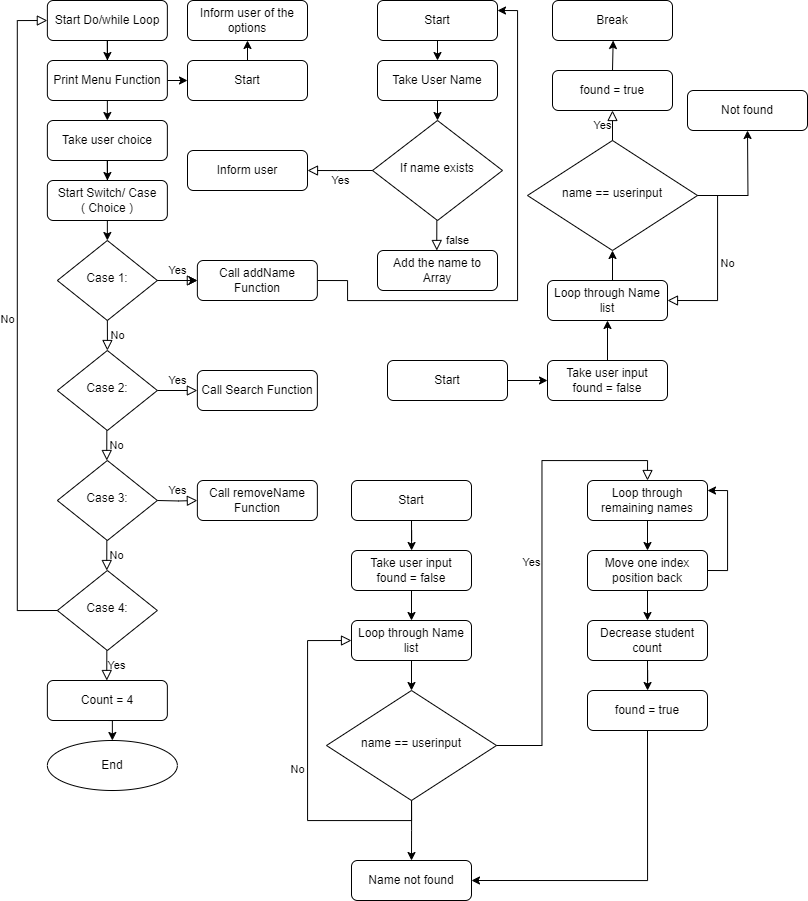 Start Do/while Loop
Print Menu Function
Start
Inform user of the
options
Take user choice
Start Switch/ Case
( Choice )
Case 1:
Yes
Call addName
Function
No
Case 2:
Yes
Call Search Function
No
Case 3:
Yes
Call removeName
Function
No
Case 4:
No
Yes
Count = 4
End
Start
Take User Name
If name exists
Yes
Inform user
false
Add the name to
Array
Break
found = true
Yes
Not found
name == userinput
No
Loop through Name
list
Start
Take user input
found = false
Start
Take user input
found = false
Loop through Name
list
name == userinput
No
Yes
Name not found
Loop through
remaining names
Move one index
position back
Decrease student
count
found = true